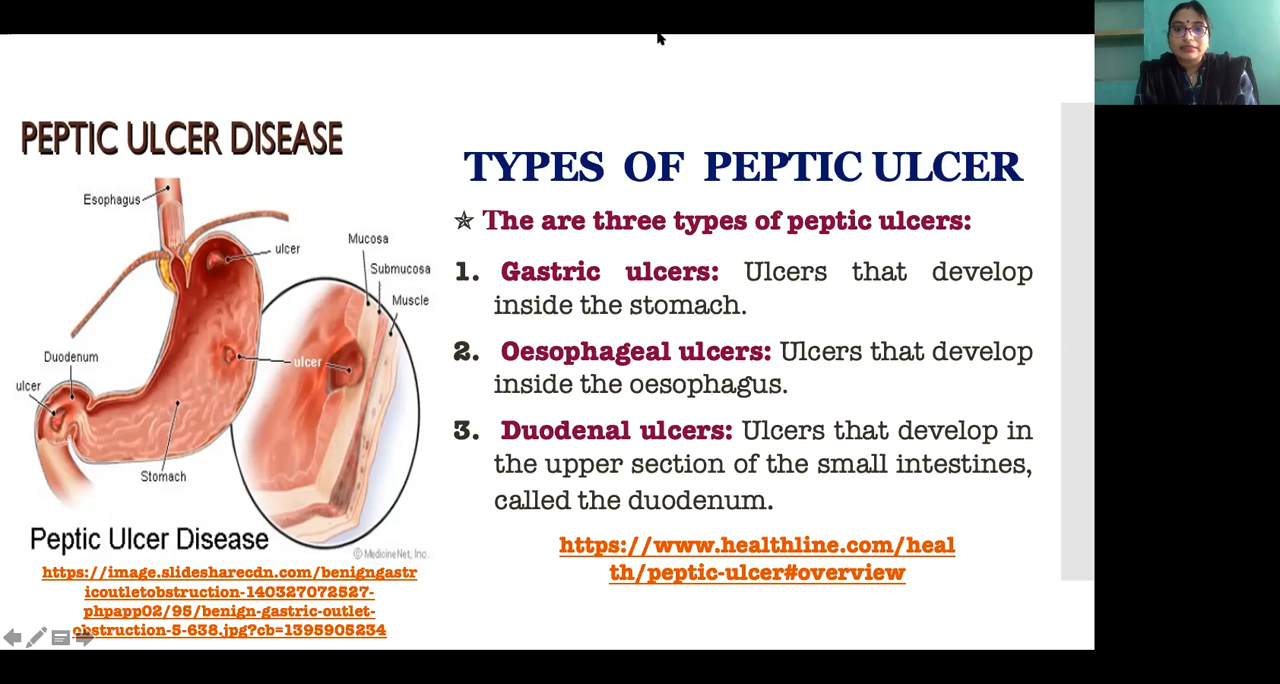 PEPTIC ULCER DISEASE
Esophagus
ulcer
Mucosa
Submucosa
Muscle
Duodenum
ulcer
ulcer
Stomach
Peptic Ulcer Disease
© MedicineNet, Inc.
https://image.slidesharecdn.com/benigngastr
icoutletobstruction-140327072527-
phpapp02/95/benign-gastric-outlet-
obstruction-5-638.jpg?cb=1395905234
TYPES OF PEPTIC ULCER
✯ The are three types of peptic ulcers:
1. Gastric ulcers: Ulcers that develop
inside the stomach.
2. Oesophageal ulcers: Ulcers that develop
inside the oesophagus.
3. Duodenal ulcers: Ulcers that develop in
the upper section of the small intestines,
called the duodenum.
https://www.healthline.com/heal
th/peptic-ulcer#overview